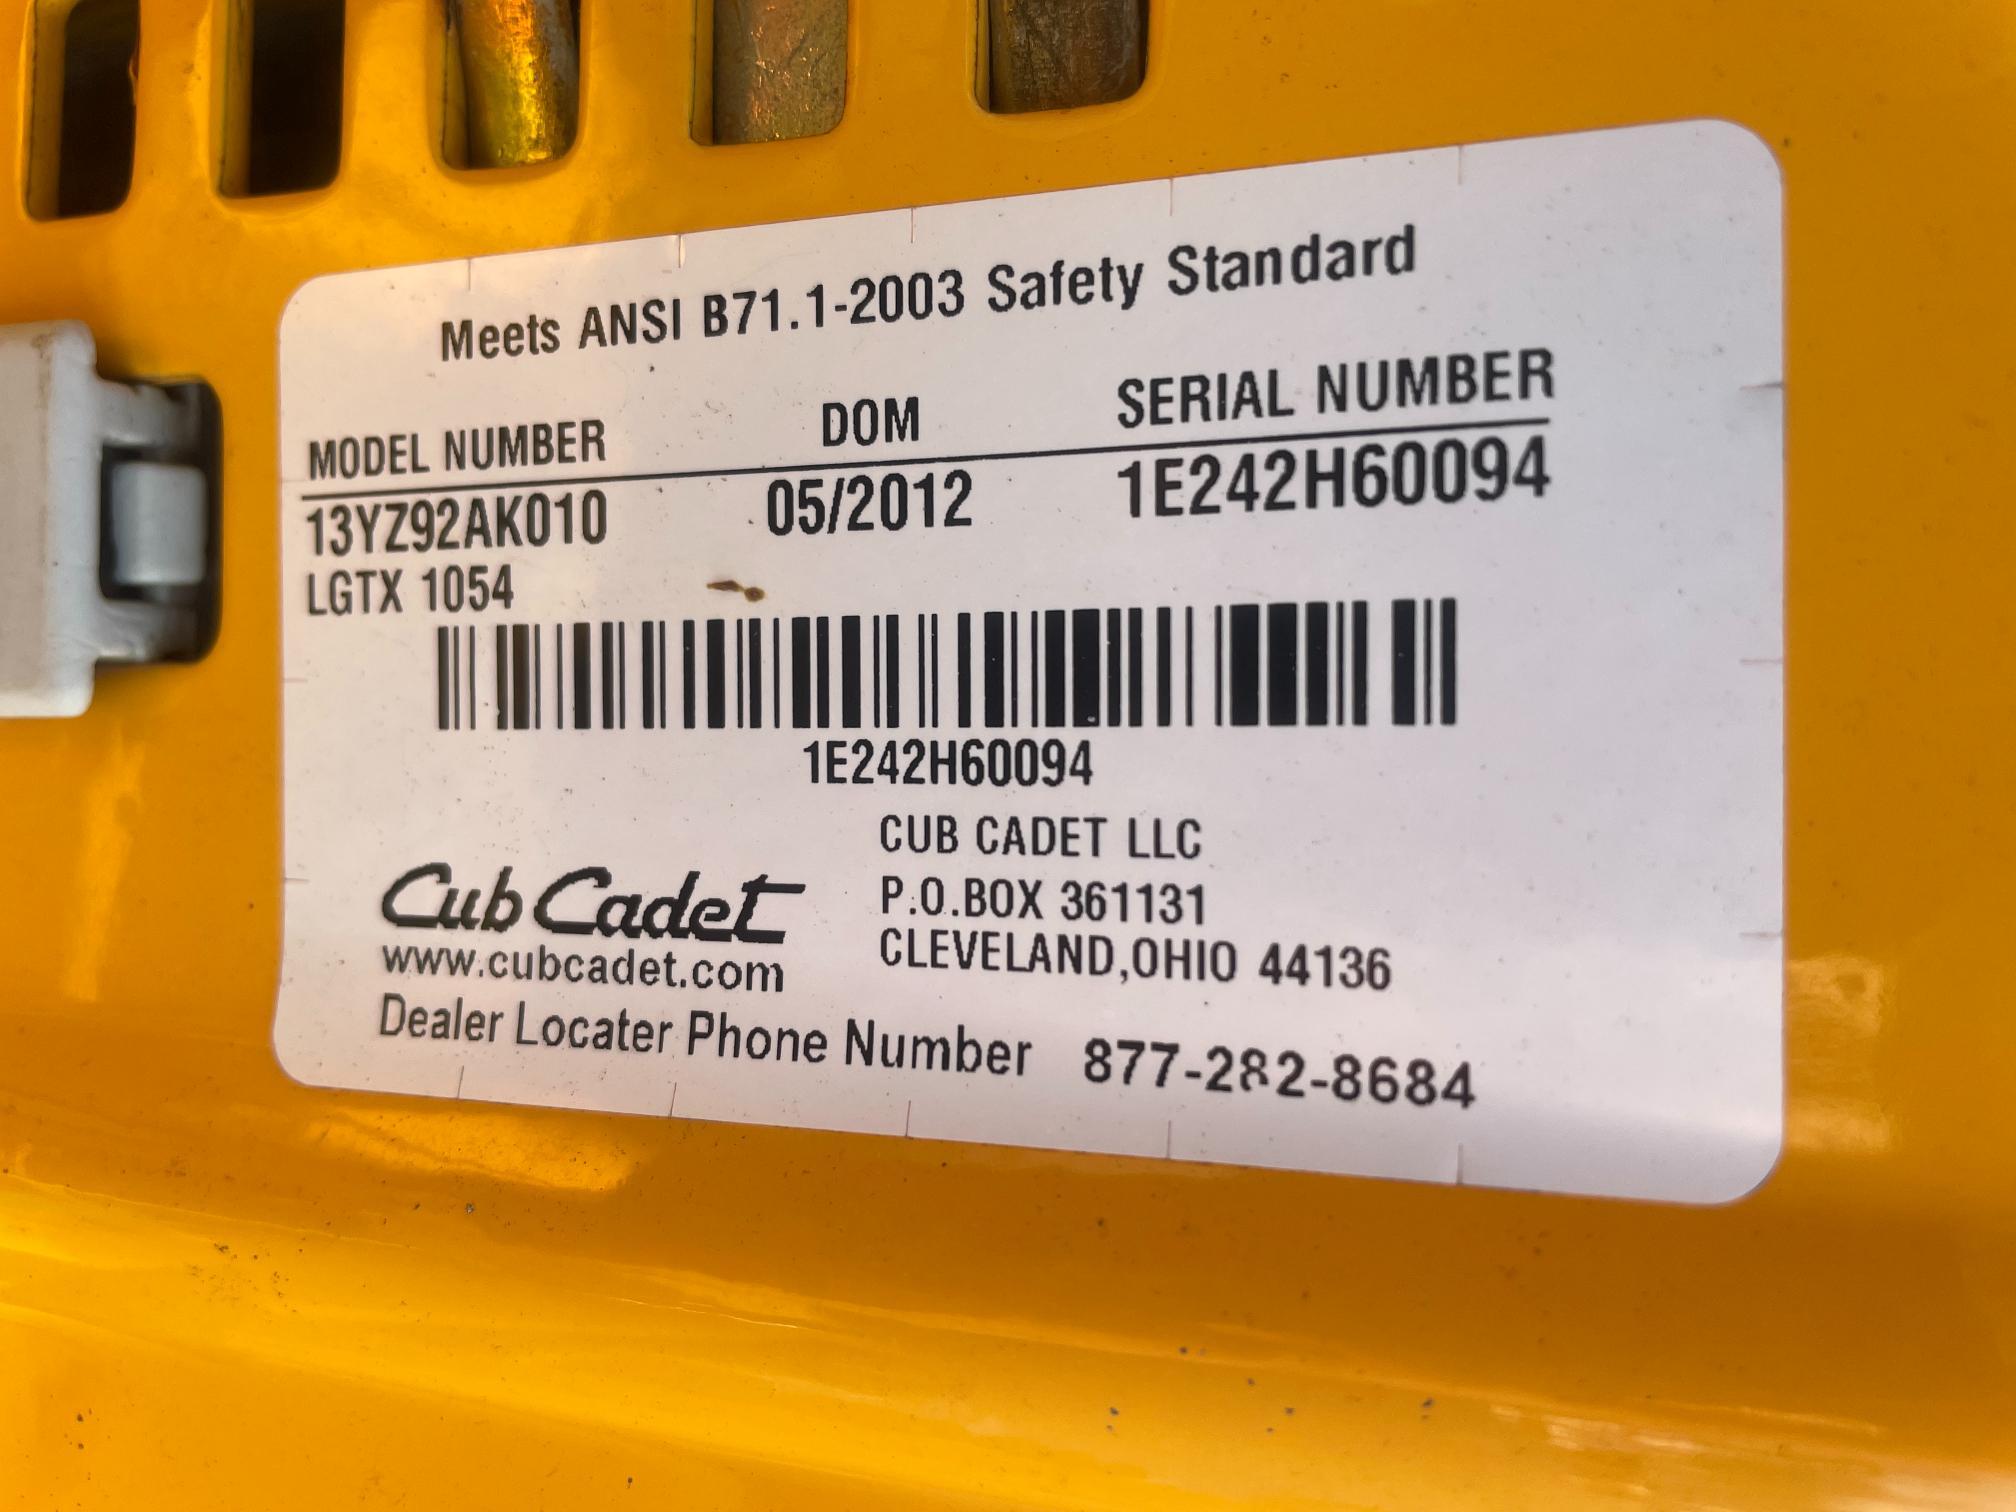 Meets ANSI B71.1-2003 Safety Standard
MODEL NUMBER DOM SERIAL NUMBER
13YZ92AK010 05/2012 1E242H60094
LGTX 1054
1E242H60094
CUB CADET LLC
P.O.BOX 361131
CLEVELAND,OHIO 44136
Cub Cadet
www.cubcadet.com
Dealer Locater Phone Number 877-282-8684